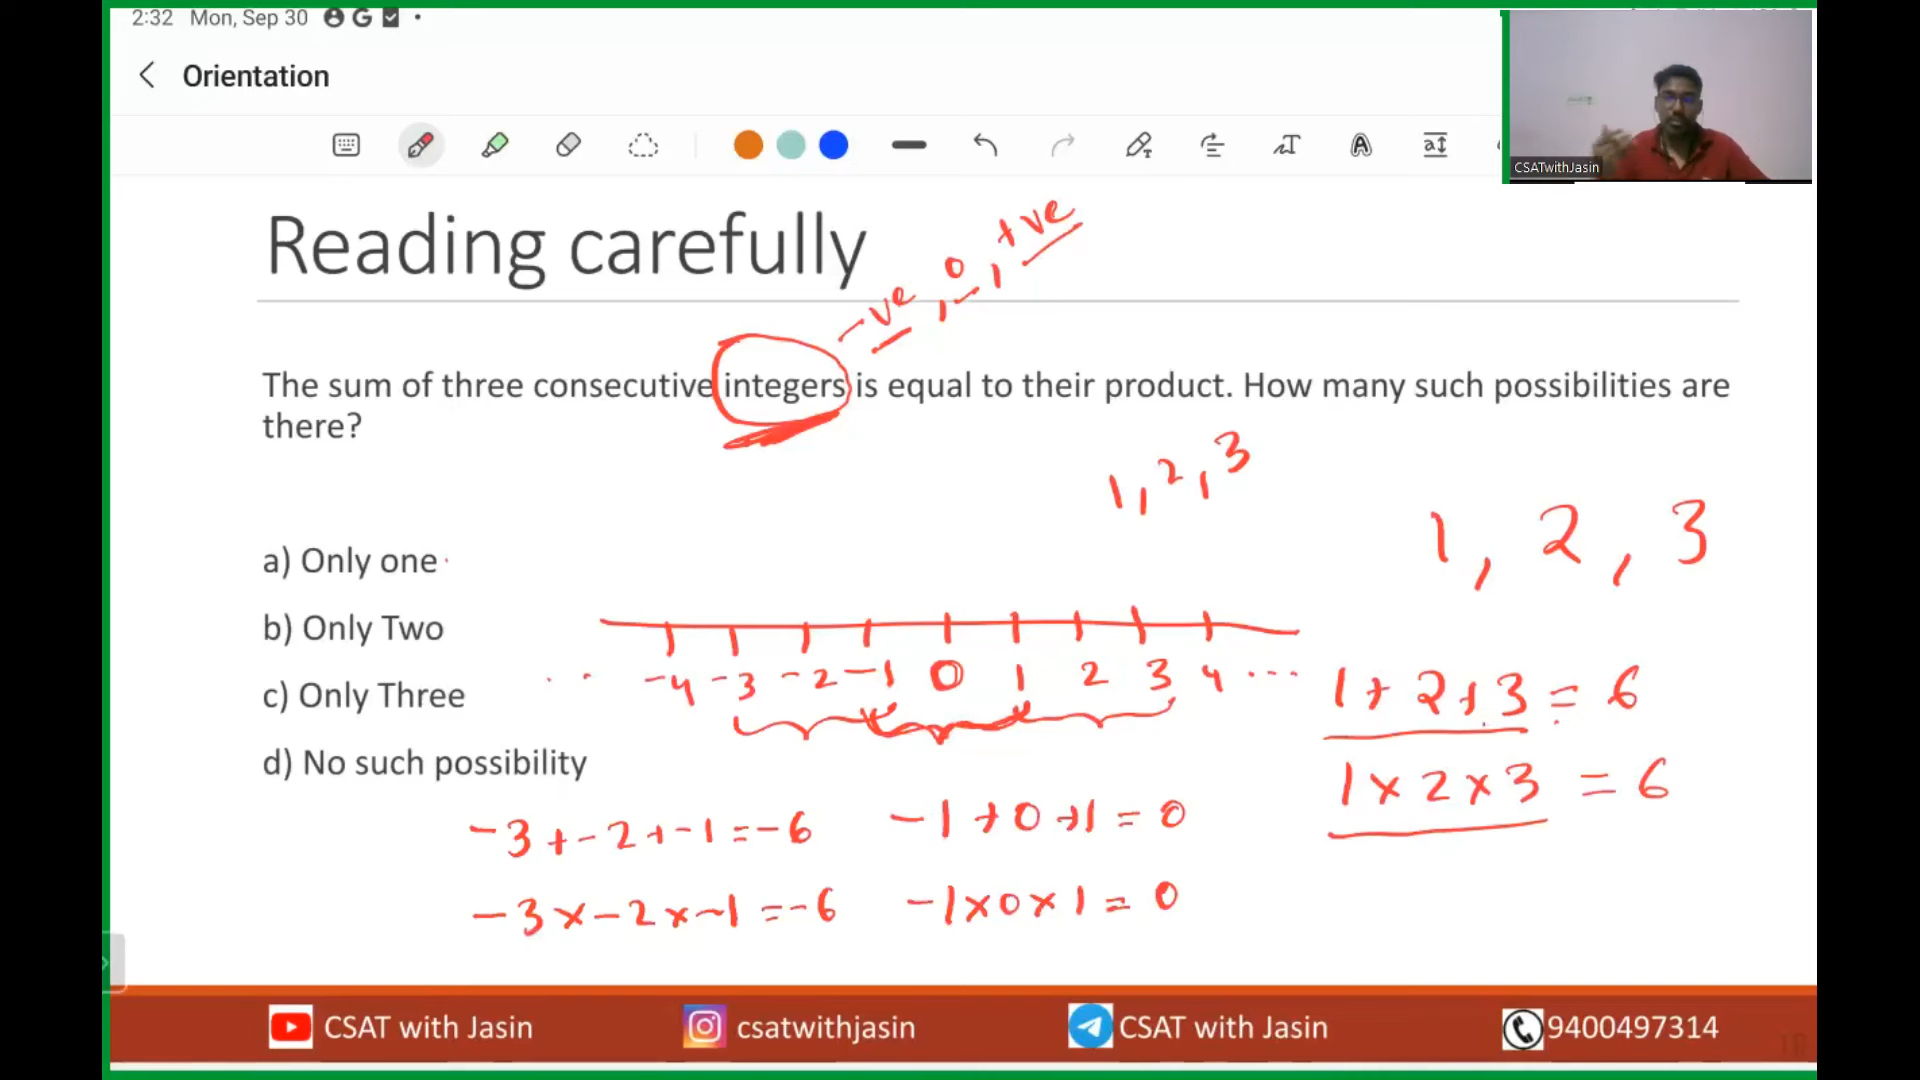 2:32 Mon, Sep 30
Orientation
CSATwithJasin
Reading carefully
-ve, 0, +ve
The sum of three consecutive integers is equal to their product. How many such possibilities are
there?
1, 2, 3
1, 2, 3
a) Only one
b) Only Two
c) Only Three
d) No such possibility
.. -4 -3 -2 -1 0 1 2 3 4 ...
1+2+3 = 6
1×2×3 = 6
-3+-2+-1=-6
-1+0+1=0
-3×-2×-1=-6
-1×0×1=0
CSAT with Jasin
csatwithjasin
CSAT with Jasin
9400497314